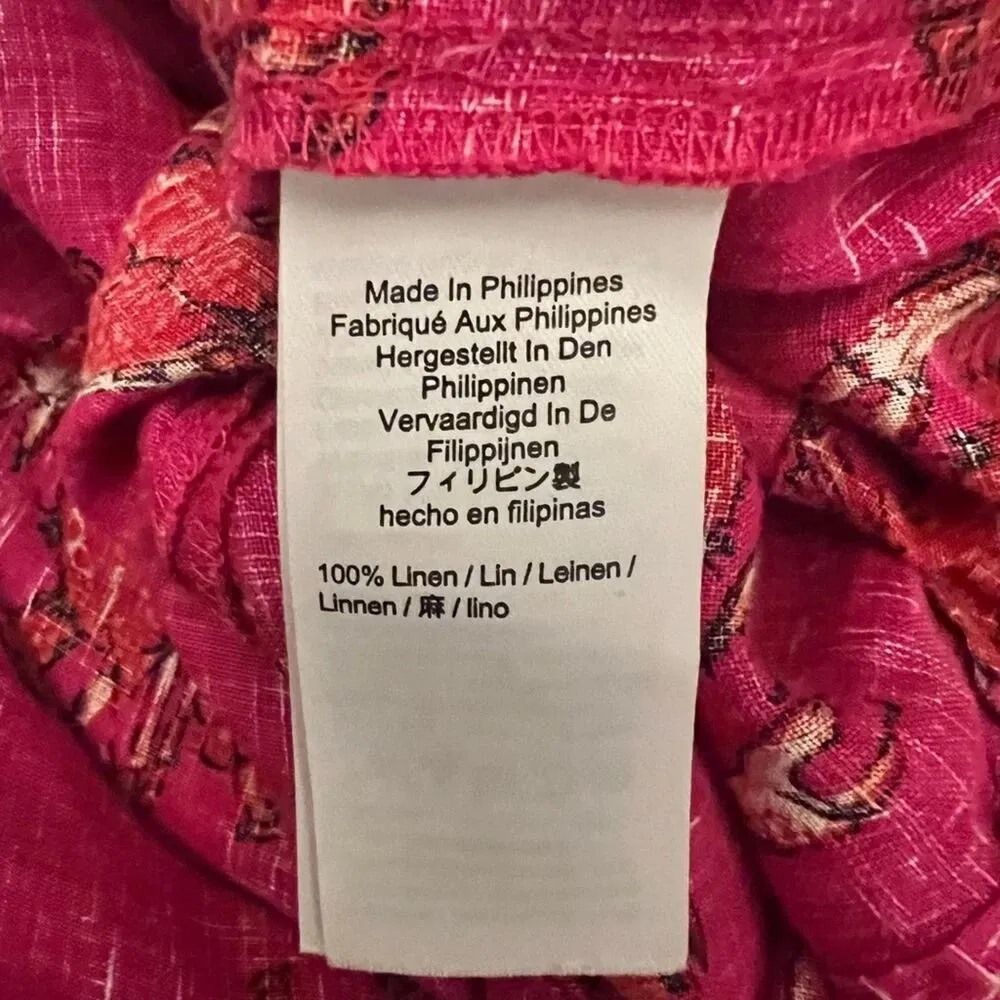 Made In Philippines
Fabriqué Aux Philippines
Hergestellt In Den
Philippinen
Vervaardigd In De
Filippijnen
フィリピン製
hecho en filipinas
100% Linen / Lin / Leinen /
Linnen / 麻 / lino